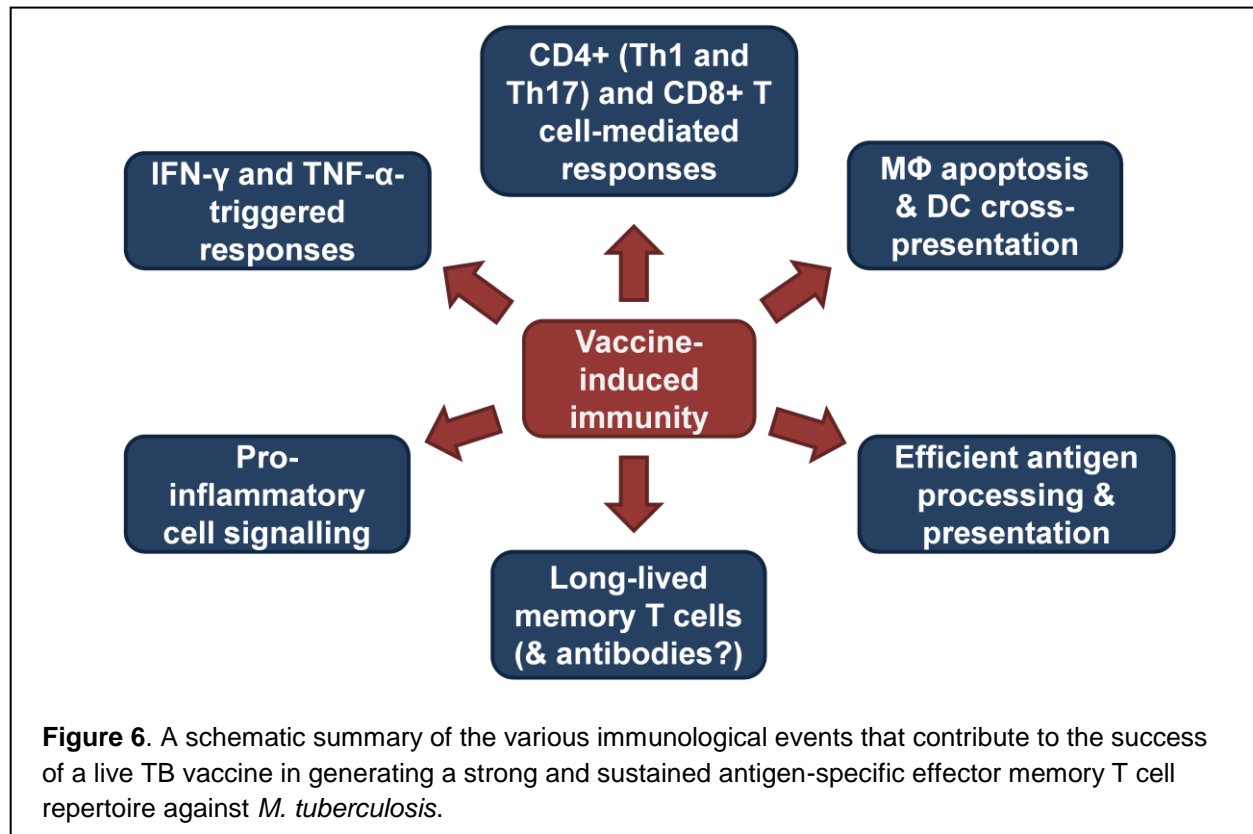 CD4+ (Th1 and
Th17) and CD8+ T
cell-mediated
responses
IFN-γ and TNF-α-
triggered
responses
MΦ apoptosis
& DC cross-
presentation
Vaccine-
induced
immunity
Pro-
inflammatory
cell signalling
Efficient antigen
processing &
presentation
Long-lived
memory T cells
(& antibodies?)
Figure 6. A schematic summary of the various immunological events that contribute to the success
of a live TB vaccine in generating a strong and sustained antigen-specific effector memory T cell
repertoire against M. tuberculosis.